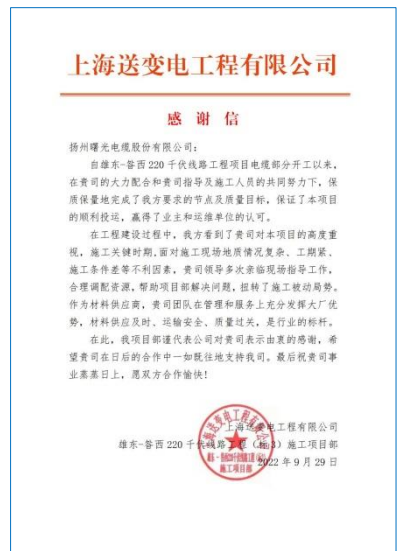 上海送变电工程有限公司
感谢信
扬州曙光电缆股份有限公司：
自雄东-昝西 220 千伏线路工程项目电缆部分开工以来，
在贵司的大力配合和贵司指导及施工人员的共同努力下，保
质保量地完成了我方要求的节点及质量目标，保证了本项目
的顺利投运，赢得了业主和运维单位的认可。
在工程建设过程中，我方看到了贵司对本项目的高度重
视，施工关键时期，面对施工现场地质情况复杂、工期紧、
施工条件差等不利因素，贵司领导多次亲临现场指导工作，
合理调配资源，帮助项目部解决问题，扭转了施工被动局势。
作为材料供应商，贵司团队在管理和服务上充分发挥大厂优
势，材料供应及时、运输安全、质量过关，是行业的标杆。
在此，我项目部谨代表公司对贵司表示由衷的感谢，希
望贵司在日后的合作中一如既往地支持我司。最后祝贵司事
业蒸蒸日上，愿双方合作愉快！
上海送变电工程有限公司
雄东-昝西 220 千伏线路工程（标3）施工项目部
2022 年 9 月 29 日
施工项目部